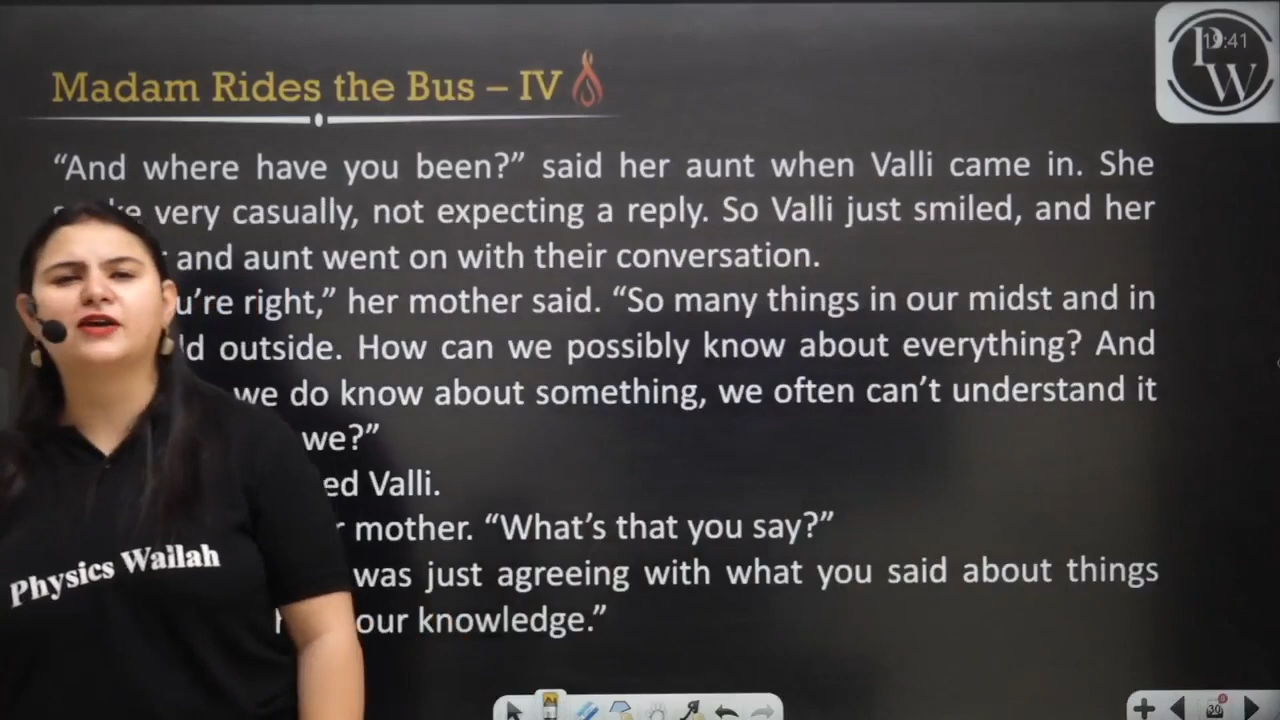 Madam Rides the Bus – IV
“And where have you been?” said her aunt when Valli came in. She
very casually, not expecting a reply. So Valli just smiled, and her
and aunt went on with their conversation.
u’re right,” her mother said. “So many things in our midst and in
ld outside. How can we possibly know about everything? And
we do know about something, we often can’t understand it
we?”
ed Valli.
r mother. “What’s that you say?”
was just agreeing with what you said about things
our knowledge.”
Physics Wallah
PW
19:41
30